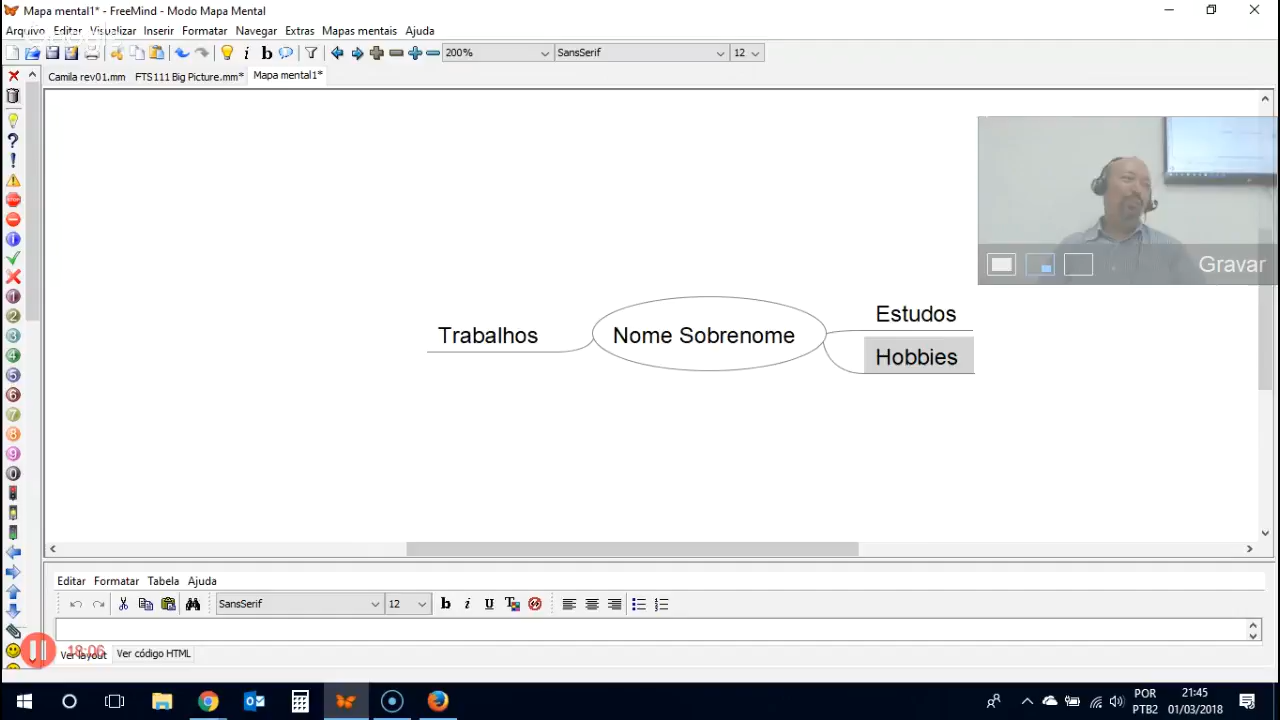 Mapa mental1* - FreeMind - Modo Mapa Mental
Arquivo Editar Visualizar Inserir Formatar Navegar Extras Mapas mentais Ajuda
200% SansSerif 12
Camila rev01.mm FTS111 Big Picture.mm* Mapa mental1*
Gravar
Estudos
Trabalhos Nome Sobrenome
Hobbies
Editar Formatar Tabela Ajuda
SansSerif 12
18:06
Ver layout Ver código HTML
POR 21:45
PTB2 01/03/2018